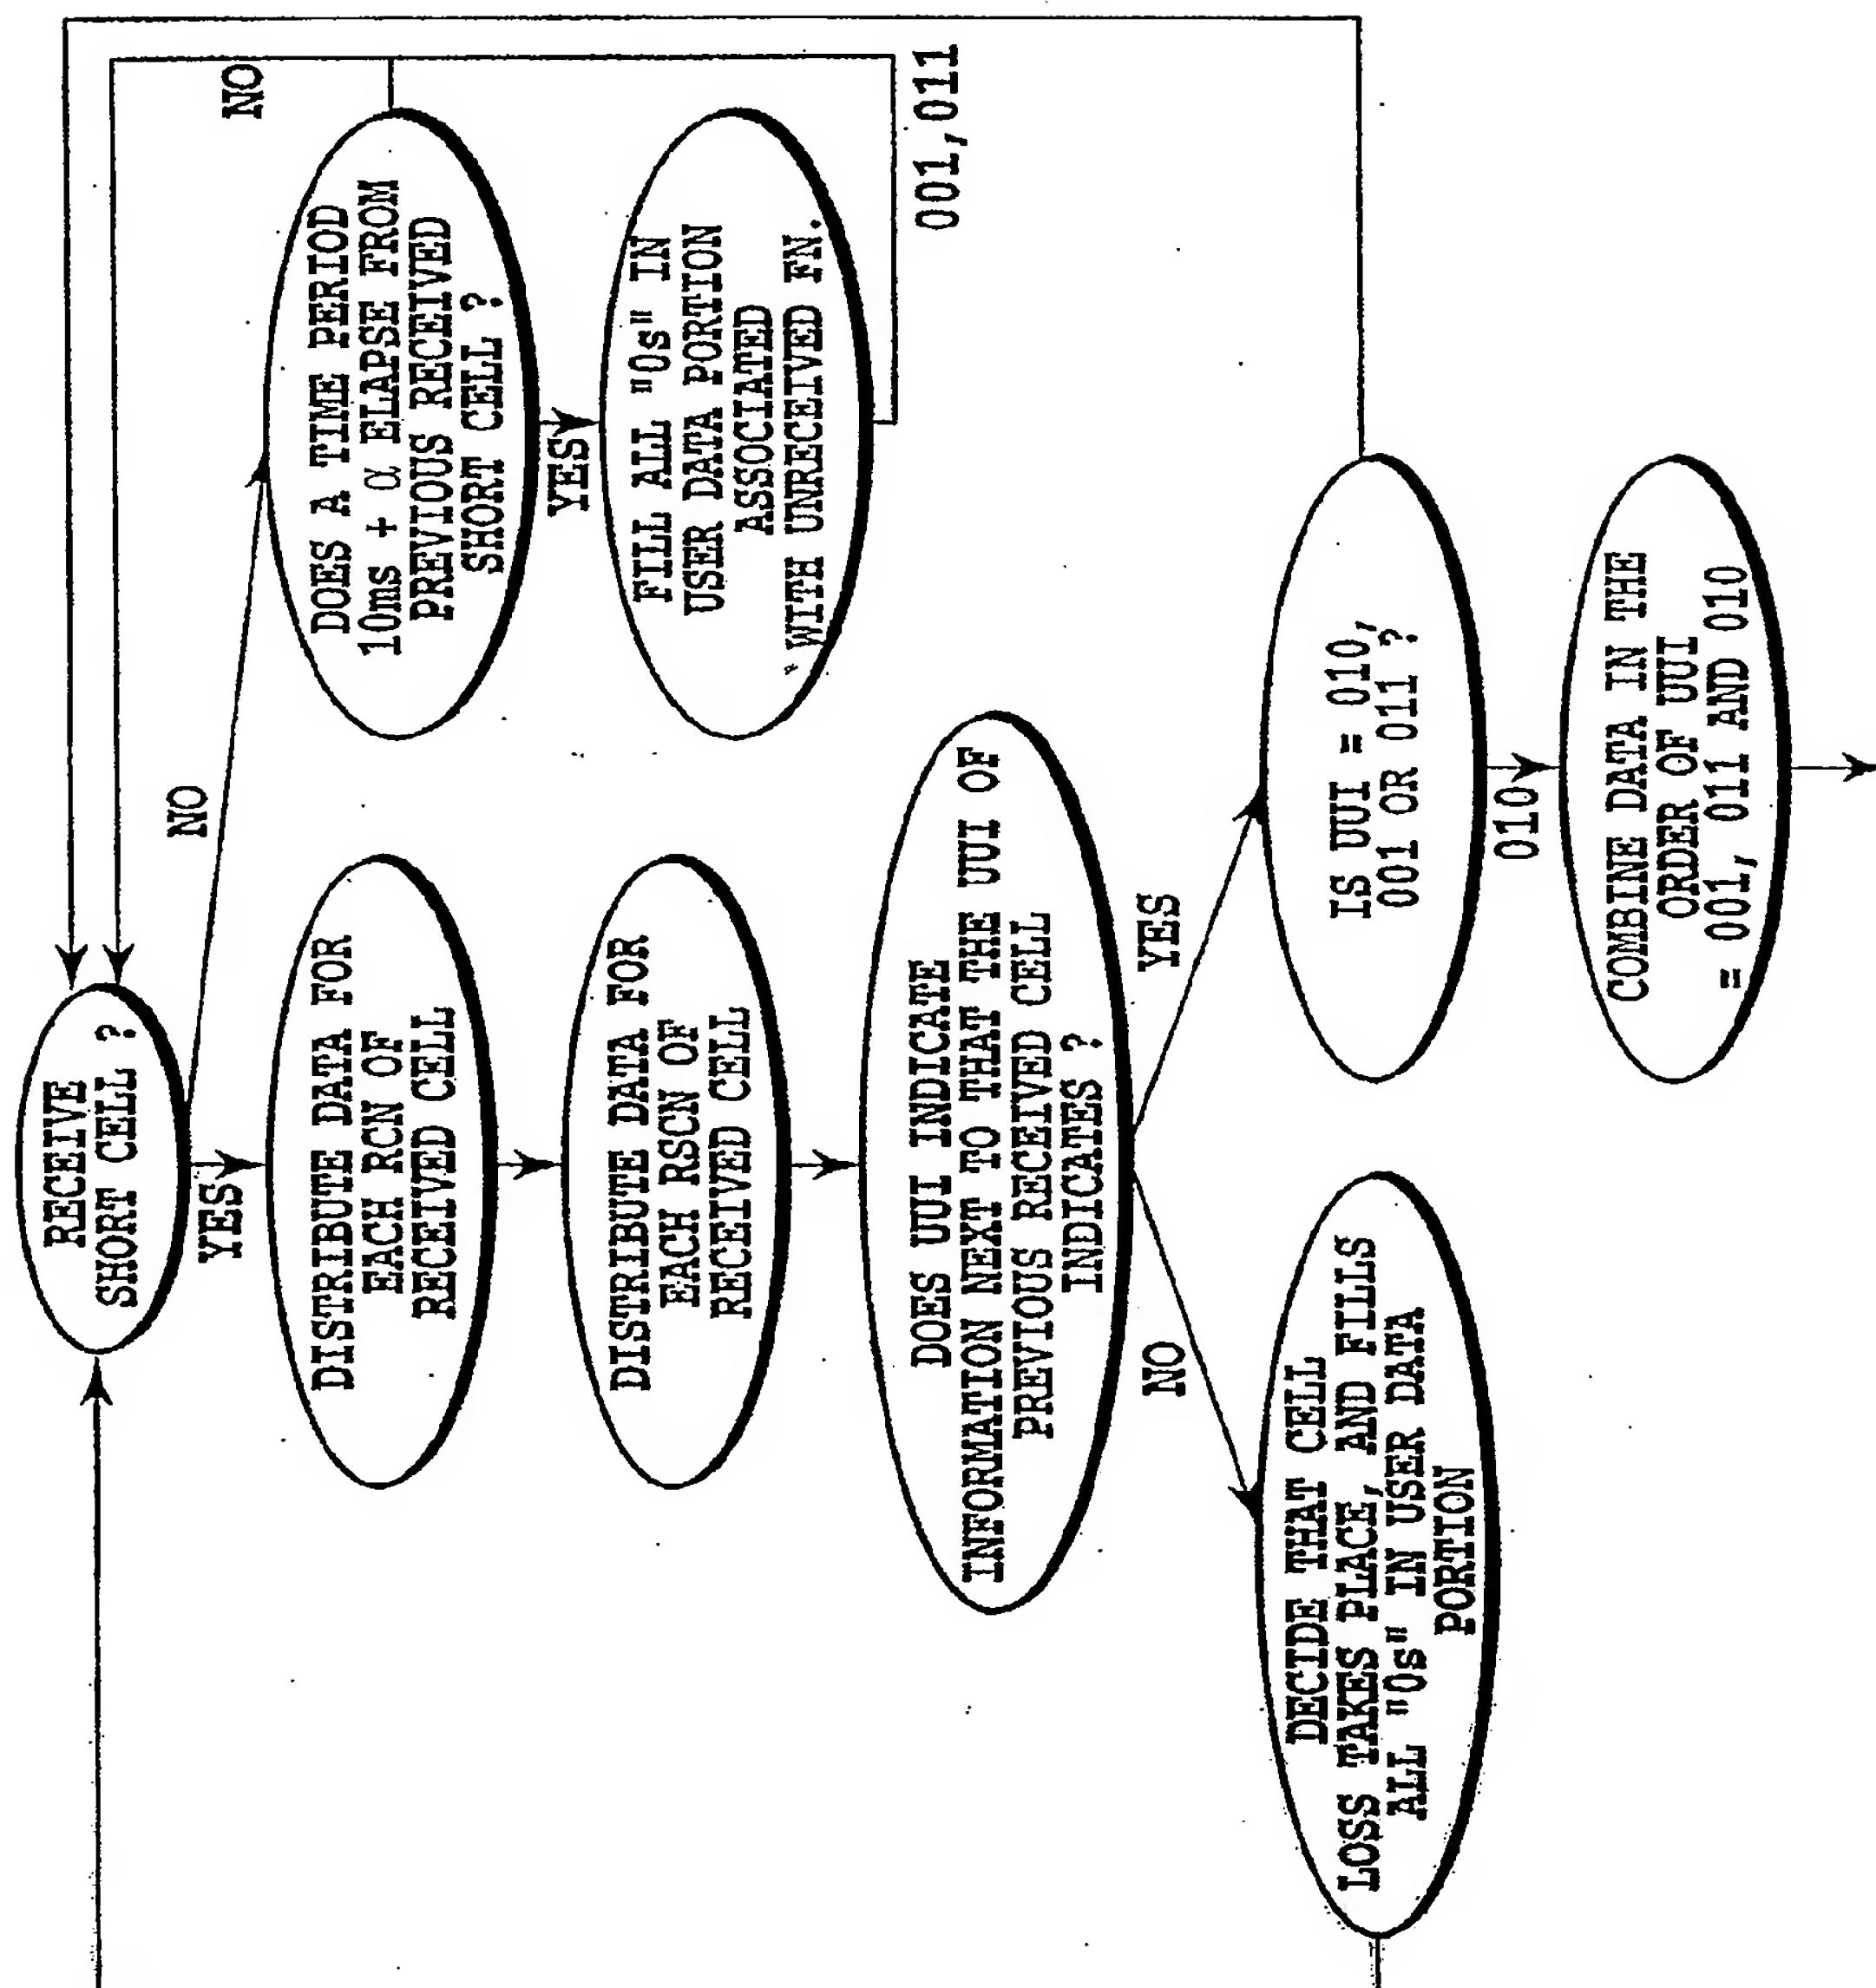 RECEIVE
SHORT CELL ?
YES
NO
DISTRIBUTE DATA FOR
EACH RCN OF
RECEIVED CELL
DISTRIBUTE DATA FOR
EACH RSCN OF
RECEIVED CELL
DOES UUI INDICATE
INFORMATION NEXT TO THAT THE UUI OF
PREVIOUS RECEIVED CELL
INDICATES ?
NO
YES
DECIDE THAT CELL
LOSS TAKES PLACE, AND FILLS
ALL "0s" IN USER DATA
PORTION
DOES A TIME PERIOD
10ms + α ELAPSE FROM
PREVIOUS RECEIVED
SHORT CELL ?
NO
YES
FILL ALL "0s" IN
USER DATA PORTION
ASSOCIATED
WITH UNRECEIVED FN.
001,011
IS UUI = 010,
001 OR 011 ?
010
COMBINE DATA IN THE
ORDER OF UUI
= 001, 011 AND 010